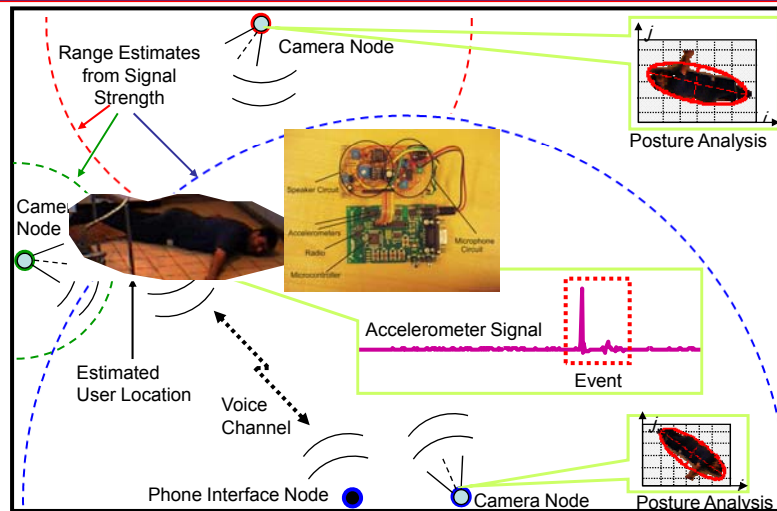 Range Estimates
from Signal
Strength
Camera Node
j
i
Posture Analysis
Camera
Node
Speaker Circuit
Accelerometers
Radio
Microcontroller
Microphone
Circuit
Accelerometer Signal
Event
Estimated
User Location
Voice
Channel
Phone Interface Node
Camera Node
j
i
Posture Analysis